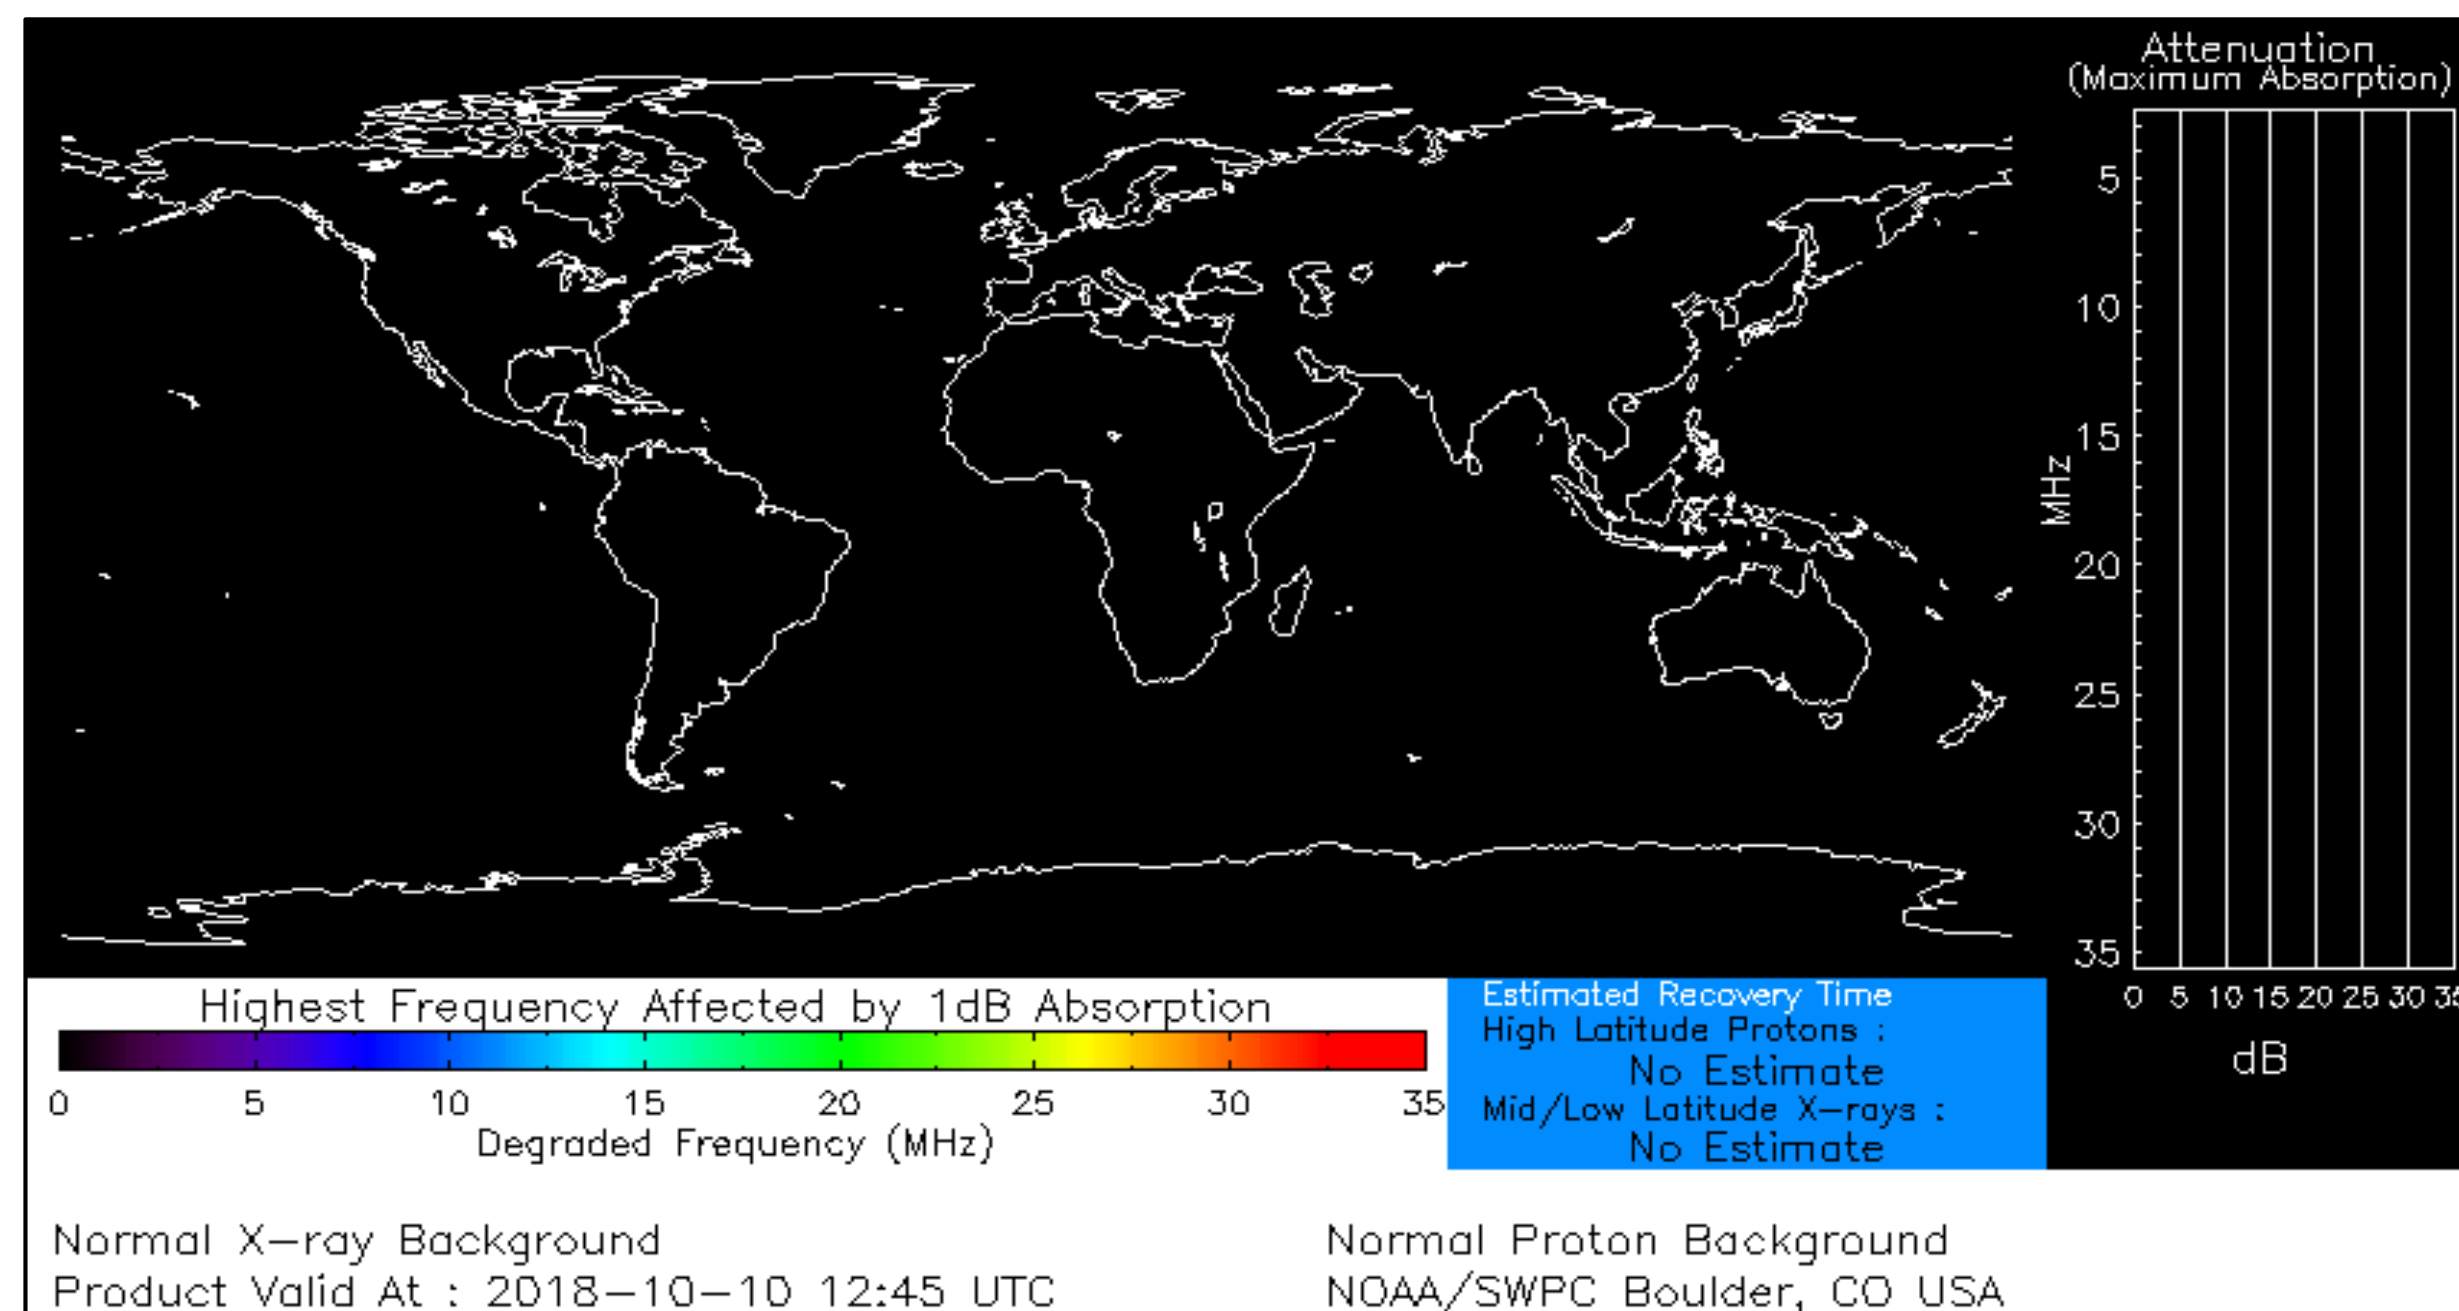 Attenuation
(Maximum Absorption)
5
10
15
20
25
30
35
MHz
0 5 10 15 20 25 30 35
dB
Highest Frequency Affected by 1dB Absorption
0 5 10 15 20 25 30 35
Degraded Frequency (MHz)
Estimated Recovery Time
High Latitude Protons :
No Estimate
Mid/Low Latitude X-rays :
No Estimate
Normal X-ray Background
Normal Proton Background
Product Valid At : 2018-10-10 12:45 UTC
NOAA/SWPC Boulder, CO USA